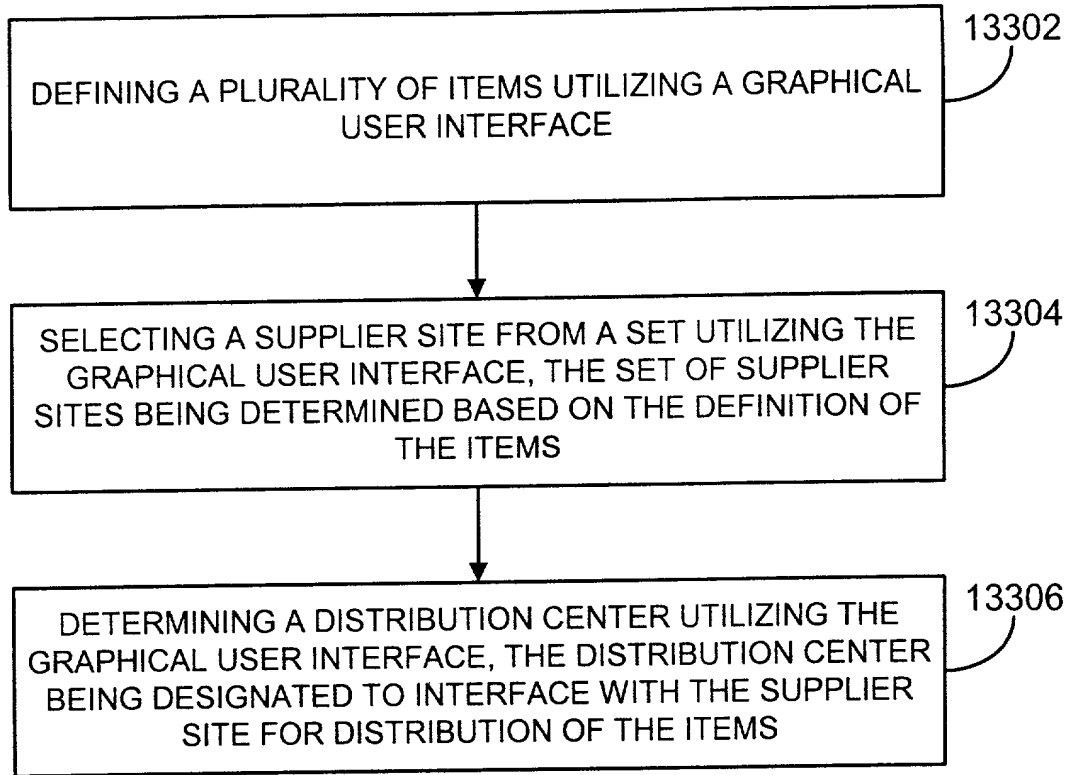 13302
DEFINING A PLURALITY OF ITEMS UTILIZING A GRAPHICAL
USER INTERFACE
13304
SELECTING A SUPPLIER SITE FROM A SET UTILIZING THE
GRAPHICAL USER INTERFACE, THE SET OF SUPPLIER
SITES BEING DETERMINED BASED ON THE DEFINITION OF
THE ITEMS
13306
DETERMINING A DISTRIBUTION CENTER UTILIZING THE
GRAPHICAL USER INTERFACE, THE DISTRIBUTION CENTER
BEING DESIGNATED TO INTERFACE WITH THE SUPPLIER
SITE FOR DISTRIBUTION OF THE ITEMS